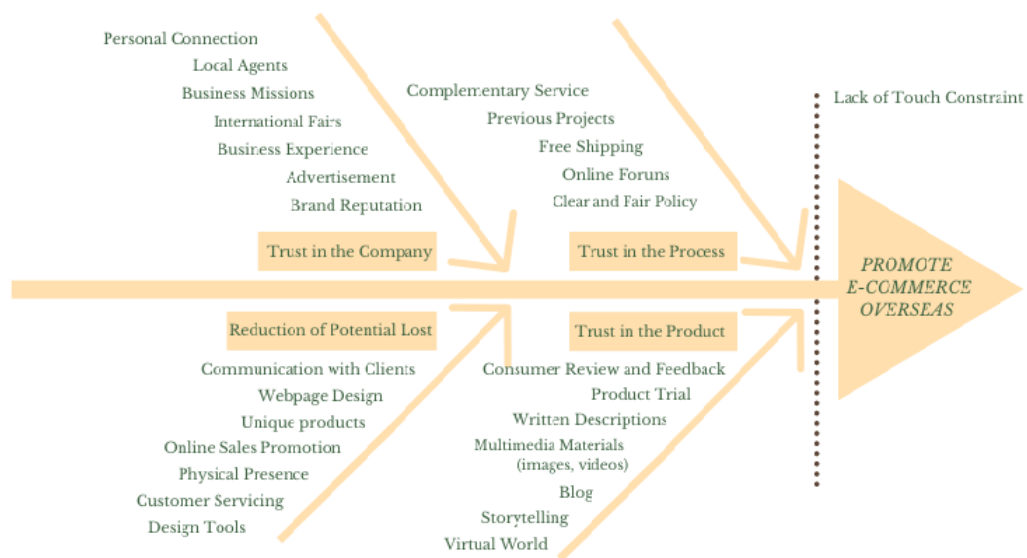 Personal Connection
Local Agents
Business Missions
International Fairs
Business Experience
Advertisement
Brand Reputation
Trust in the Company
Complementary Service
Previous Projects
Free Shipping
Online Foruns
Clear and Fair Policy
Trust in the Process
Lack of Touch Constraint
PROMOTE
E-COMMERCE
OVERSEAS
Reduction of Potential Lost
Communication with Clients
Webpage Design
Unique products
Online Sales Promotion
Physical Presence
Customer Servicing
Design Tools
Trust in the Product
Consumer Review and Feedback
Product Trial
Written Descriptions
Multimedia Materials
(images, videos)
Blog
Storytelling
Virtual World